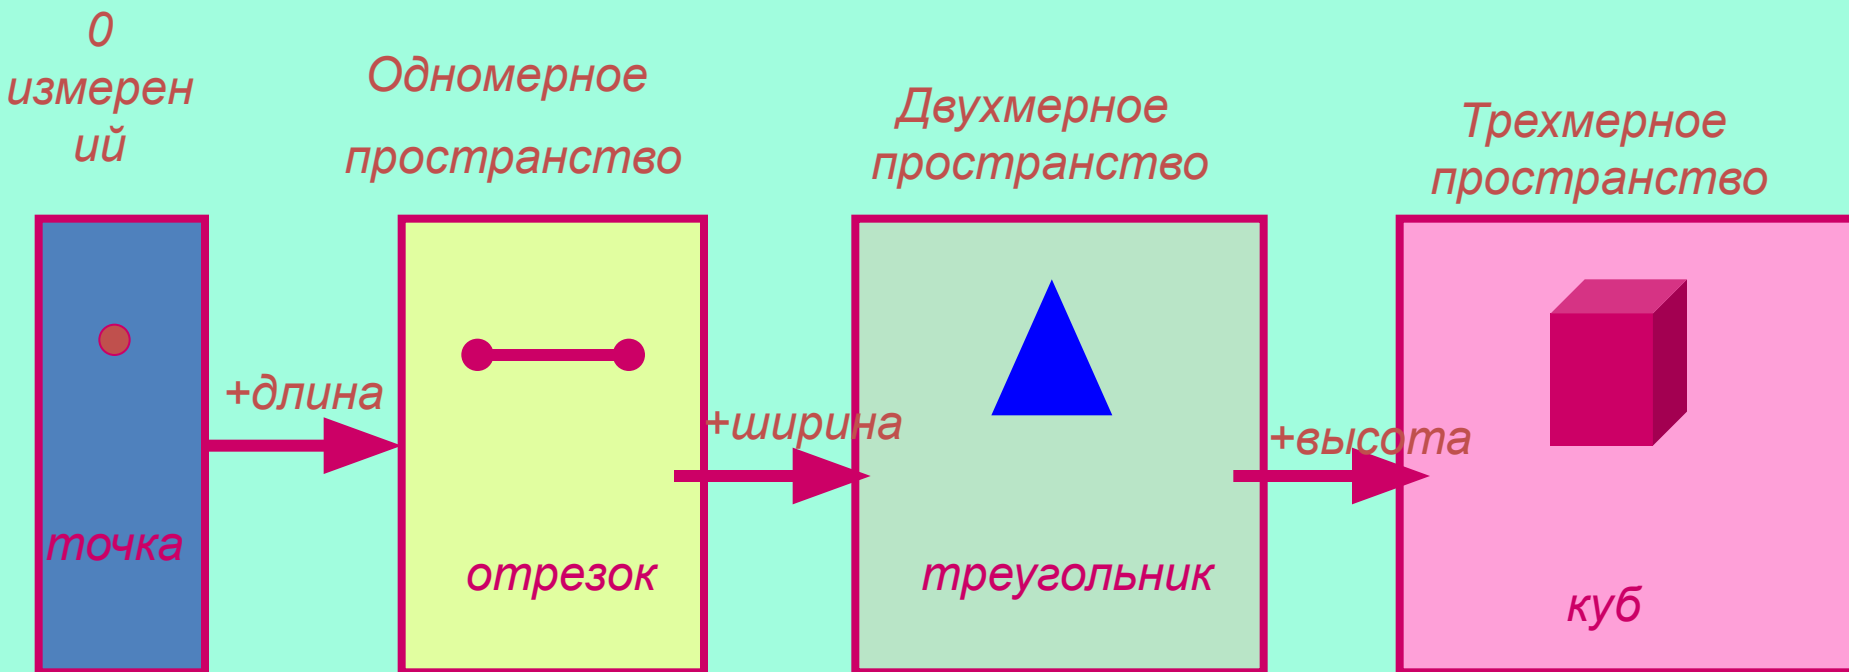 0
измерен
ий
Одномерное
пространство
Двухмерное
пространство
Трехмерное
пространство
+длина
+ширина
+высота
точка
отрезок
треугольник
куб